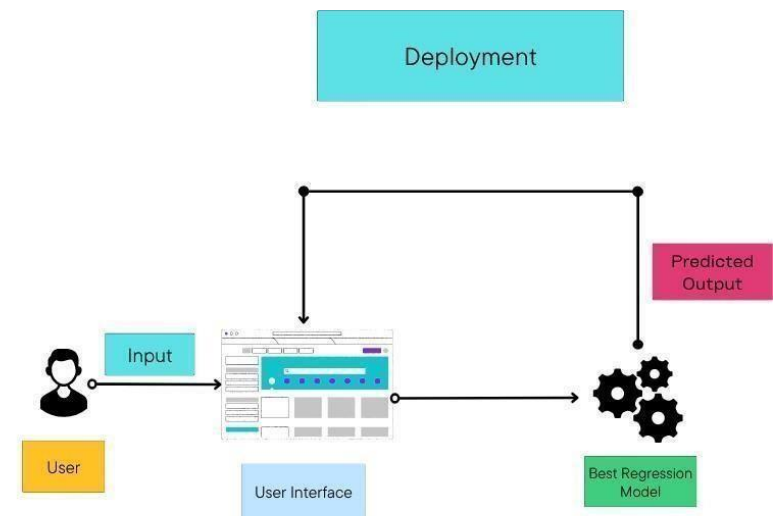 Deployment
Predicted
Output
Input
User
User Interface
Best Regression
Model